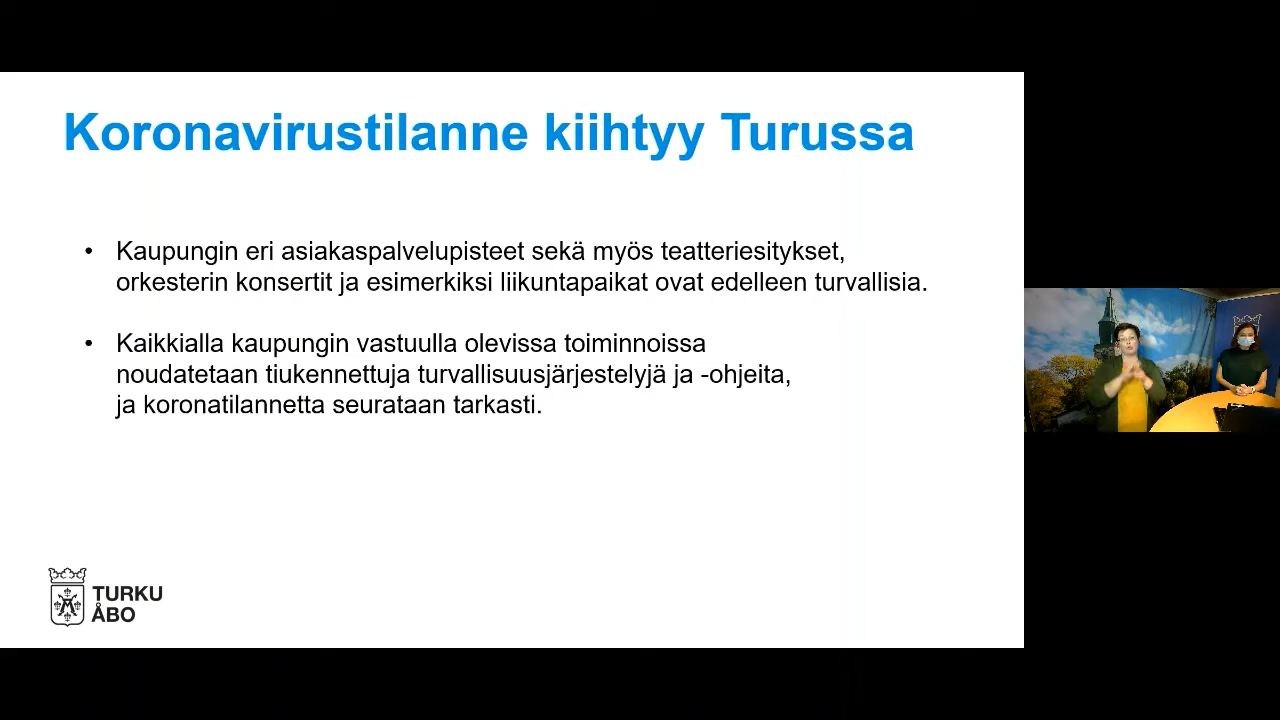 Koronavirustilanne kiihtyy Turussa
• Kaupungin eri asiakaspalvelupisteet sekä myös teatteriesitykset,
orkesterin konsertit ja esimerkiksi liikuntapaikat ovat edelleen turvallisia.
• Kaikkialla kaupungin vastuulla olevissa toiminnoissa
noudatetaan tiukennettuja turvallisuusjärjestelyjä ja -ohjeita,
ja koronatilannetta seurataan tarkasti.
TURKU
ÅBO